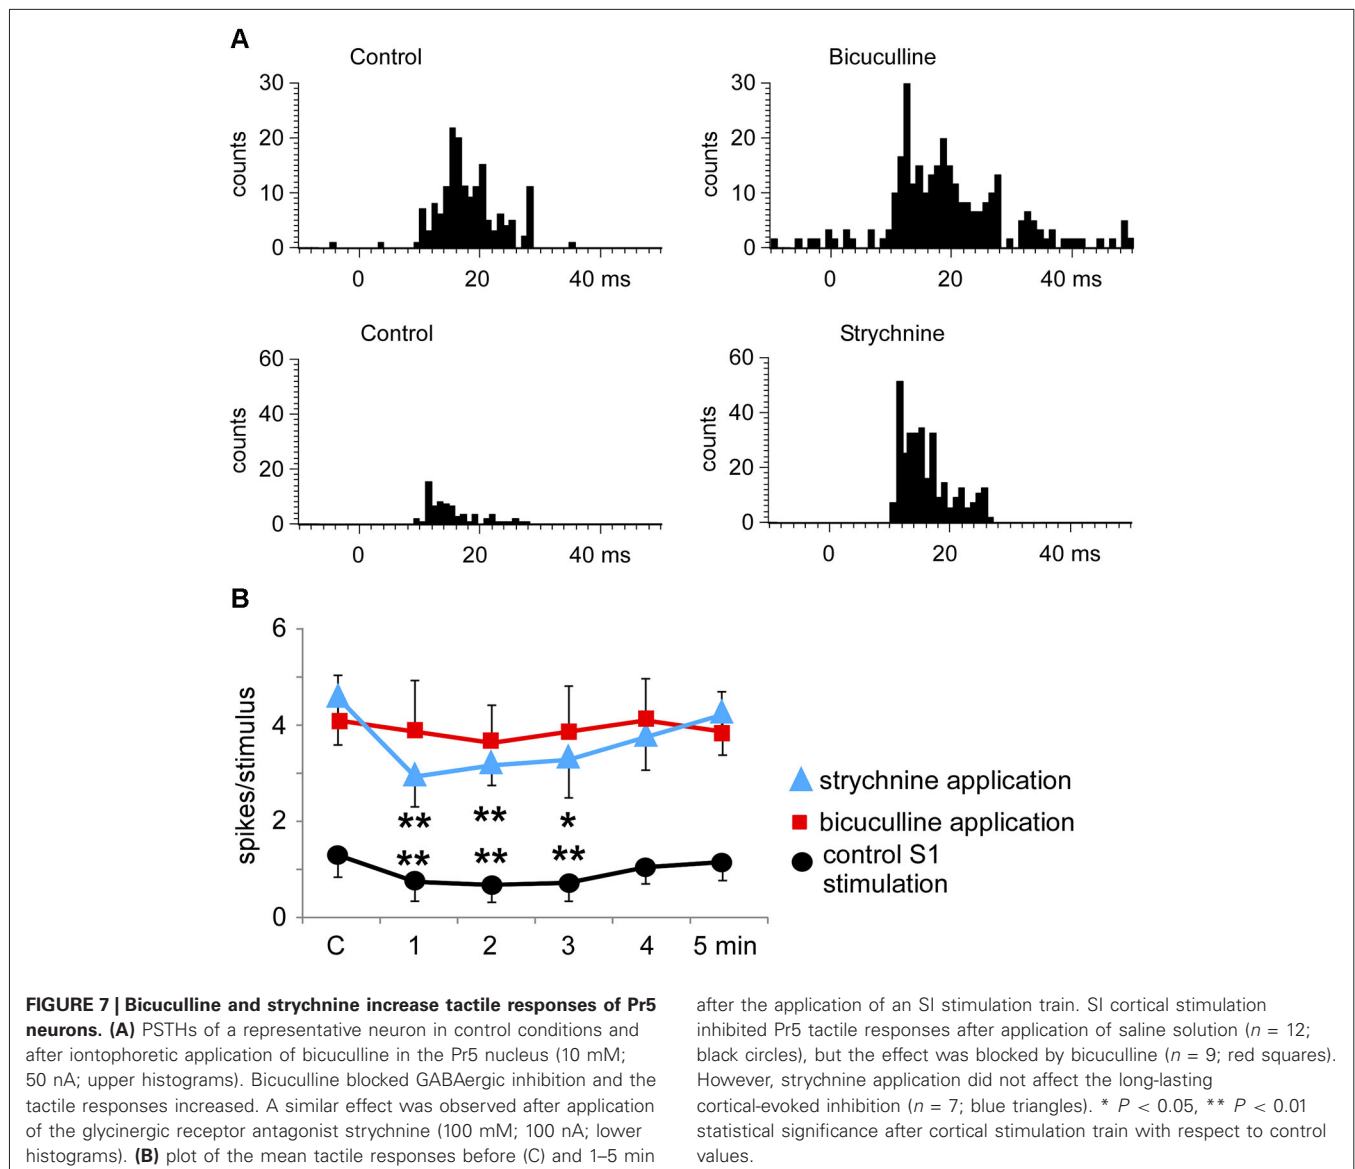 A
Control
30
20
10
0
counts
0 20 40 ms
Bicuculline
30
20
10
0
counts
0 20 40 ms
Control
60
40
20
0
counts
0 20 40 ms
Strychnine
60
40
20
0
counts
0 20 40 ms
B
6
4
2
0
spikes/stimulus
** ** *
** ** **
C 1 2 3 4 5 min
strychnine application
bicuculline application
control S1
stimulation
FIGURE 7 | Bicuculline and strychnine increase tactile responses of Pr5
neurons. (A) PSTHs of a representative neuron in control conditions and
after iontophoretic application of bicuculline in the Pr5 nucleus (10 mM;
50 nA; upper histograms). Bicuculline blocked GABAergic inhibition and the
tactile responses increased. A similar effect was observed after application
of the glycinergic receptor antagonist strychnine (100 mM; 100 nA; lower
histograms). (B) plot of the mean tactile responses before (C) and 1–5 min
after the application of an SI stimulation train. SI cortical stimulation
inhibited Pr5 tactile responses after application of saline solution (n = 12;
black circles), but the effect was blocked by bicuculline (n = 9; red squares).
However, strychnine application did not affect the long-lasting
cortical-evoked inhibition (n = 7; blue triangles). * P < 0.05, ** P < 0.01
statistical significance after cortical stimulation train with respect to control
values.